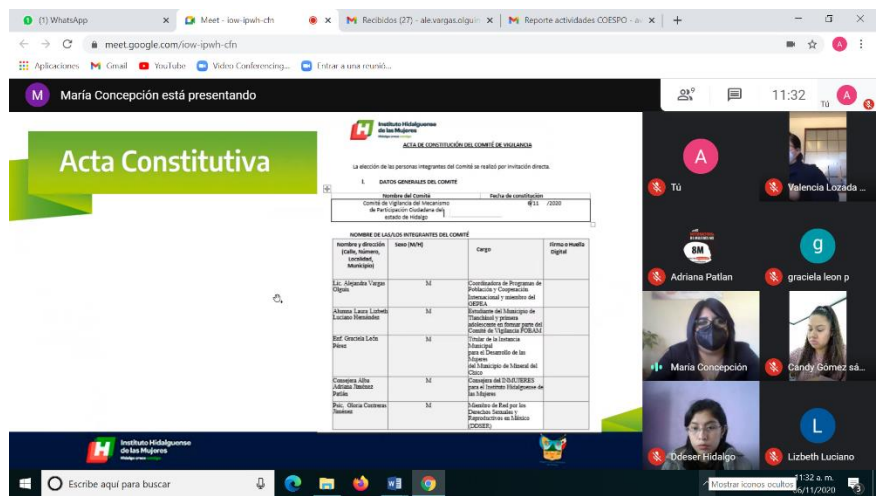 (1) WhatsApp
Meet - iow-ipwh-cfn
Recibidos (27) - ale.vargas.olguin
Reporte actividades COESPO - a
meet.google.com/iow-ipwh-cfn
Aplicaciones
Gmail
YouTube
Video Conferencing...
Entrar a una reunió...
M
María Concepción está presentando
11:32
Tú
A
Acta Constitutiva
Instituto Hidalguense
de las Mujeres
ACTA DE CONSTITUCIÓN DEL COMITÉ DE VIGILANCIA
La elección de las personas integrantes del Comité se realizó por invitación directa.
I. DATOS GENERALES DEL COMITÉ
Nombre del Comité
Fecha de constitución
Comité de Vigilancia del Mecanismo
de Participación Ciudadana del
estado de Hidalgo
6/11 /2020
NOMBRE DE LAS/LOS INTEGRANTES DEL COMITÉ
Nombre y dirección
(Calle, Número,
Localidad,
Municipio)
Sexo (M/H)
Cargo
Firma o Huella
Digital
Lic. Alejandra Vargas
Olguín
M
Coordinadora de Programas de
Población y Cooperación
Internacional y miembro del
GEPEA
Alumna Laura Lizbeth
Luciano Hernández
M
Estudiante del Municipio de
Tlanchinol y primera
adolescente en formar parte del
Comité de Vigilancia FOBAM
Enf. Graciela León
Pérez
M
Titular de la Instancia
Municipal
para el Desarrollo de las
Mujeres
del Municipio de Mineral del
Chico
Consejera Alba
Adriana Jiménez
Patlán
M
Consejera del INMUJERES
para el Instituto Hidalguense de
las Mujeres
Psic. Gloria Contreras
Jiménez
M
Miembro de Red por los
Derechos Sexuales y
Reproductivos en México
(DDSER)
Instituto Hidalguense
de las Mujeres
A
Tú
Valencia Lozada ...
8M
Adriana Patlan
g
graciela leon p
María Concepción
Candy Gómez sá...
Ddeser Hidalgo
L
Lizbeth Luciano
Escribe aquí para buscar
Mostrar iconos ocultos
11:32 a. m.
06/11/2020
3